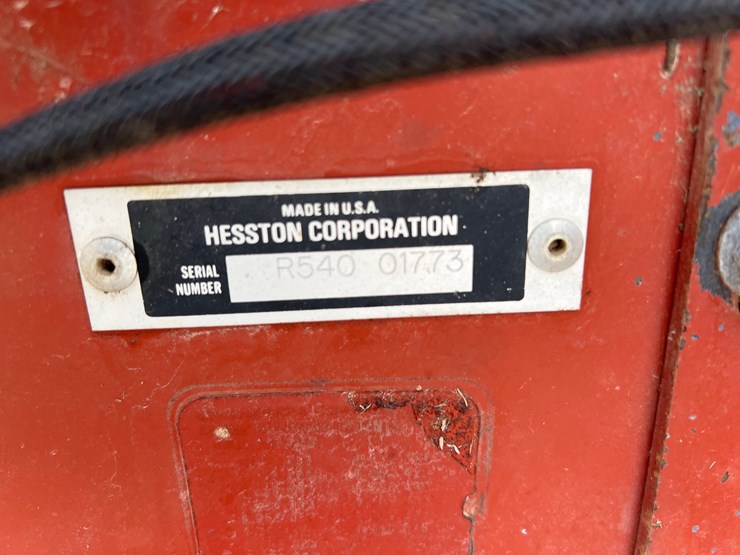 MADE IN U.S.A.
HESSTON CORPORATION
SERIAL NUMBER
R540 01773